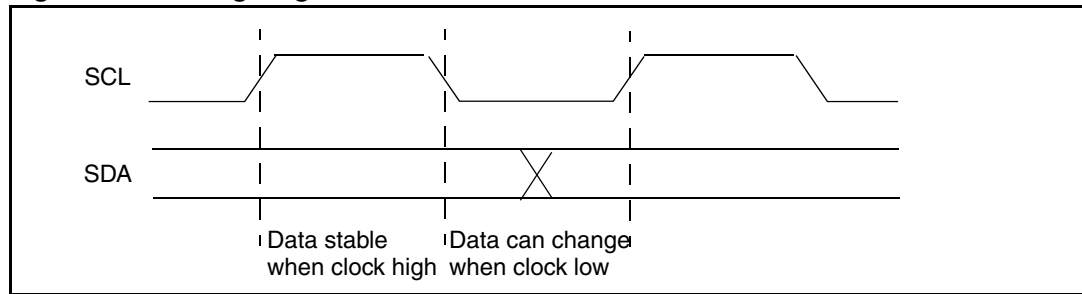 SCL
SDA
Data stable
when clock high
Data can change
when clock low